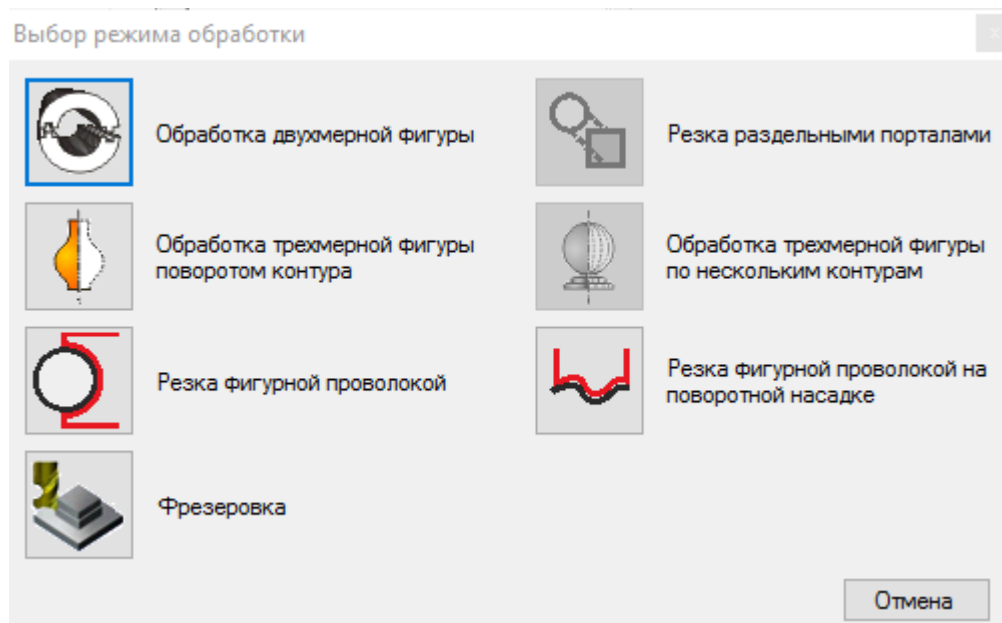 Выбор режима обработки
Обработка двухмерной фигуры
Резка раздельными порталами
Обработка трехмерной фигуры
поворотом контура
Обработка трехмерной фигуры
по нескольким контурам
Резка фигурной проволокой
Резка фигурной проволокой на
поворотной насадке
Фрезеровка
Отмена